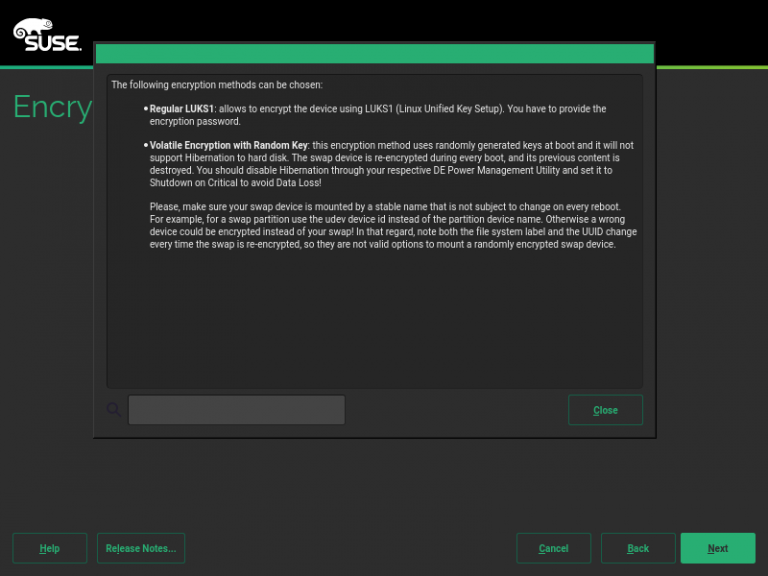 SUSE.
Encry
The following encryption methods can be chosen:
Regular LUKS1: allows to encrypt the device using LUKS1 (Linux Unified Key Setup). You have to provide the
encryption password.
Volatile Encryption with Random Key: this encryption method uses randomly generated keys at boot and it will not
support Hibernation to hard disk. The swap device is re-encrypted during every boot, and its previous content is
destroyed. You should disable Hibernation through your respective DE Power Management Utility and set it to
Shutdown on Critical to avoid Data Loss!
Please, make sure your swap device is mounted by a stable name that is not subject to change on every reboot.
For example, for a swap partition use the udev device id instead of the partition device name. Otherwise a wrong
device could be encrypted instead of your swap! In that regard, note both the file system label and the UUID change
every time the swap is re-encrypted, so they are not valid options to mount a randomly encrypted swap device.
Close
Help
Release Notes...
Cancel
Back
Next